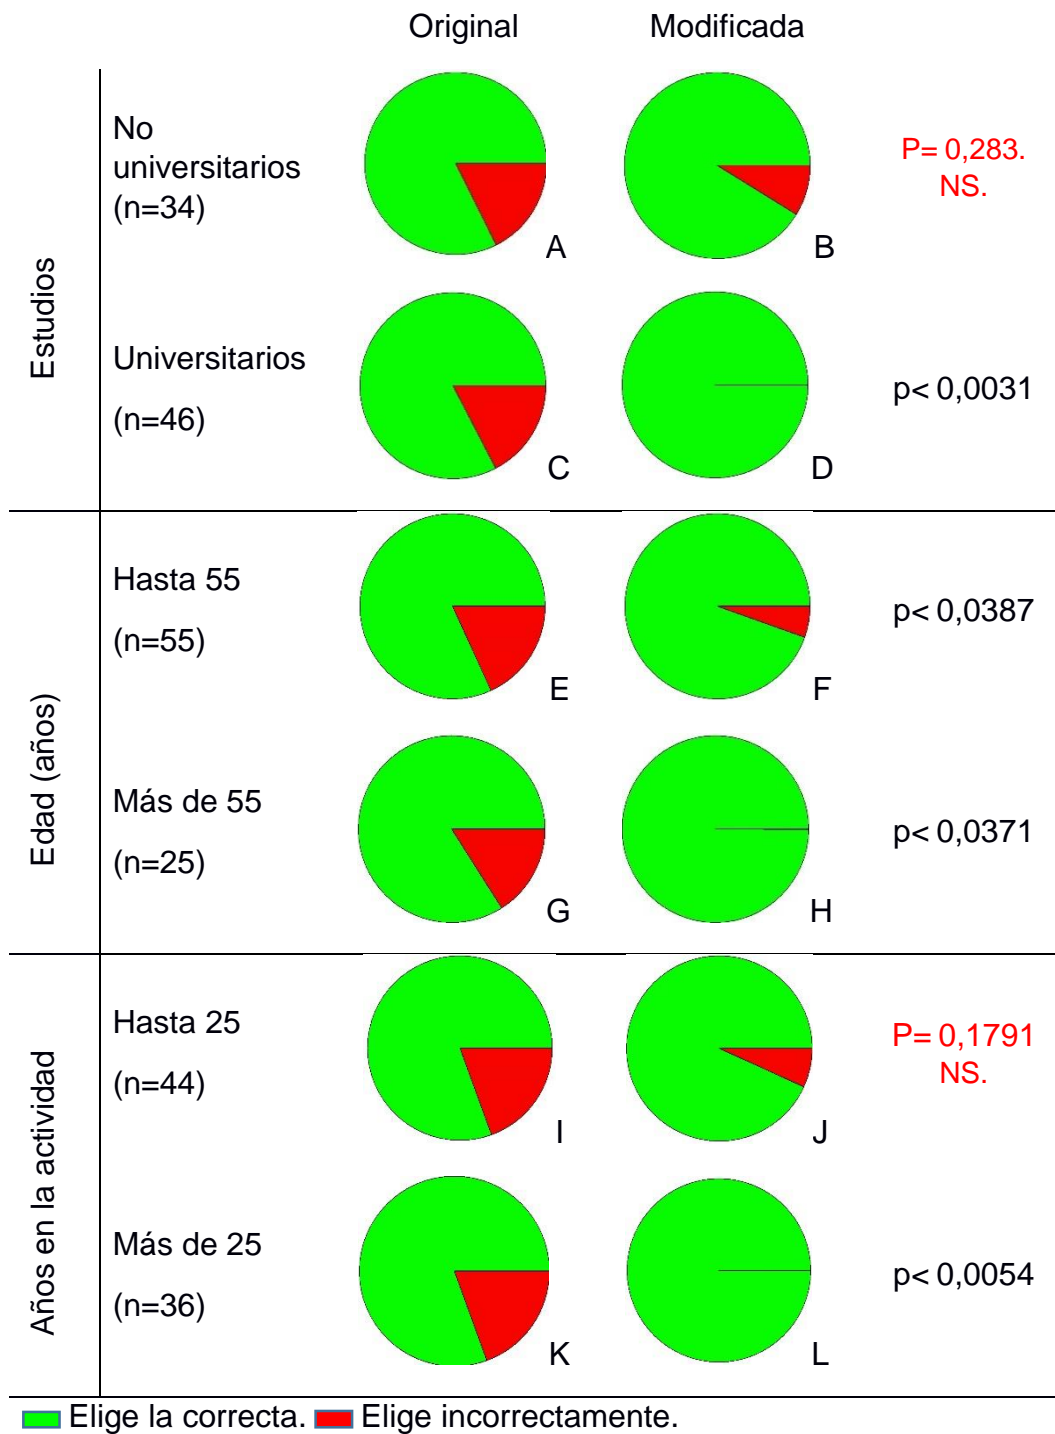 Original Modificada
Estudios
No
universitarios
(n=34)
A
B
P= 0,283.
NS.
Universitarios
(n=46)
C
D
p< 0,0031
Edad (años)
Hasta 55
(n=55)
E
F
p< 0,0387
Más de 55
(n=25)
G
H
p< 0,0371
Años en la actividad
Hasta 25
(n=44)
I
J
P= 0,1791
NS.
Más de 25
(n=36)
K
L
p< 0,0054
Elige la correcta. Elige incorrectamente.